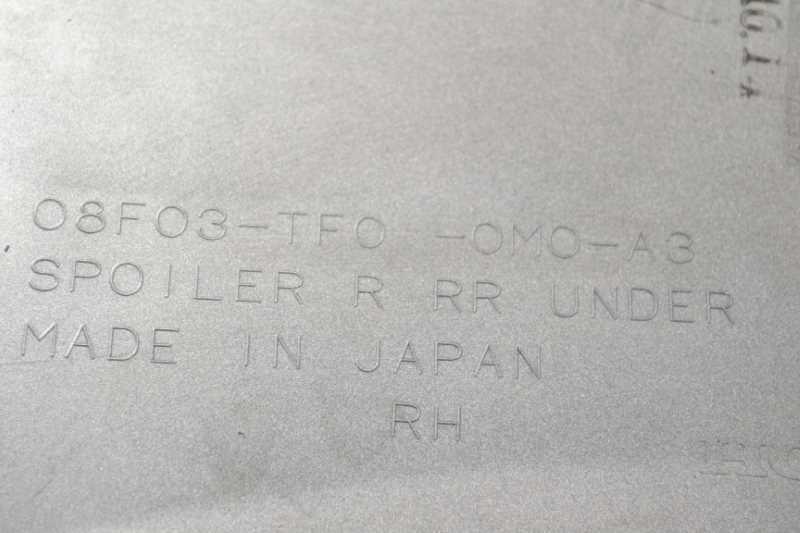 08F03-TF0 -0M0-A3
SPOILER R RR UNDER
MADE IN JAPAN
RH